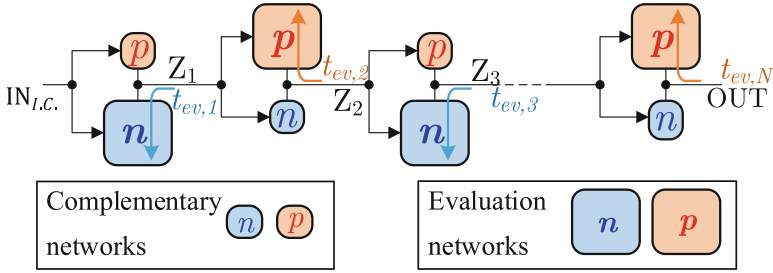 p p p p
Z₁ t_ev,2 Z₃ t_ev,N
IN_I.C. t_ev,1 Z₂ t_ev,3 OUT
n n n n
Complementary networks n p
Evaluation networks n p